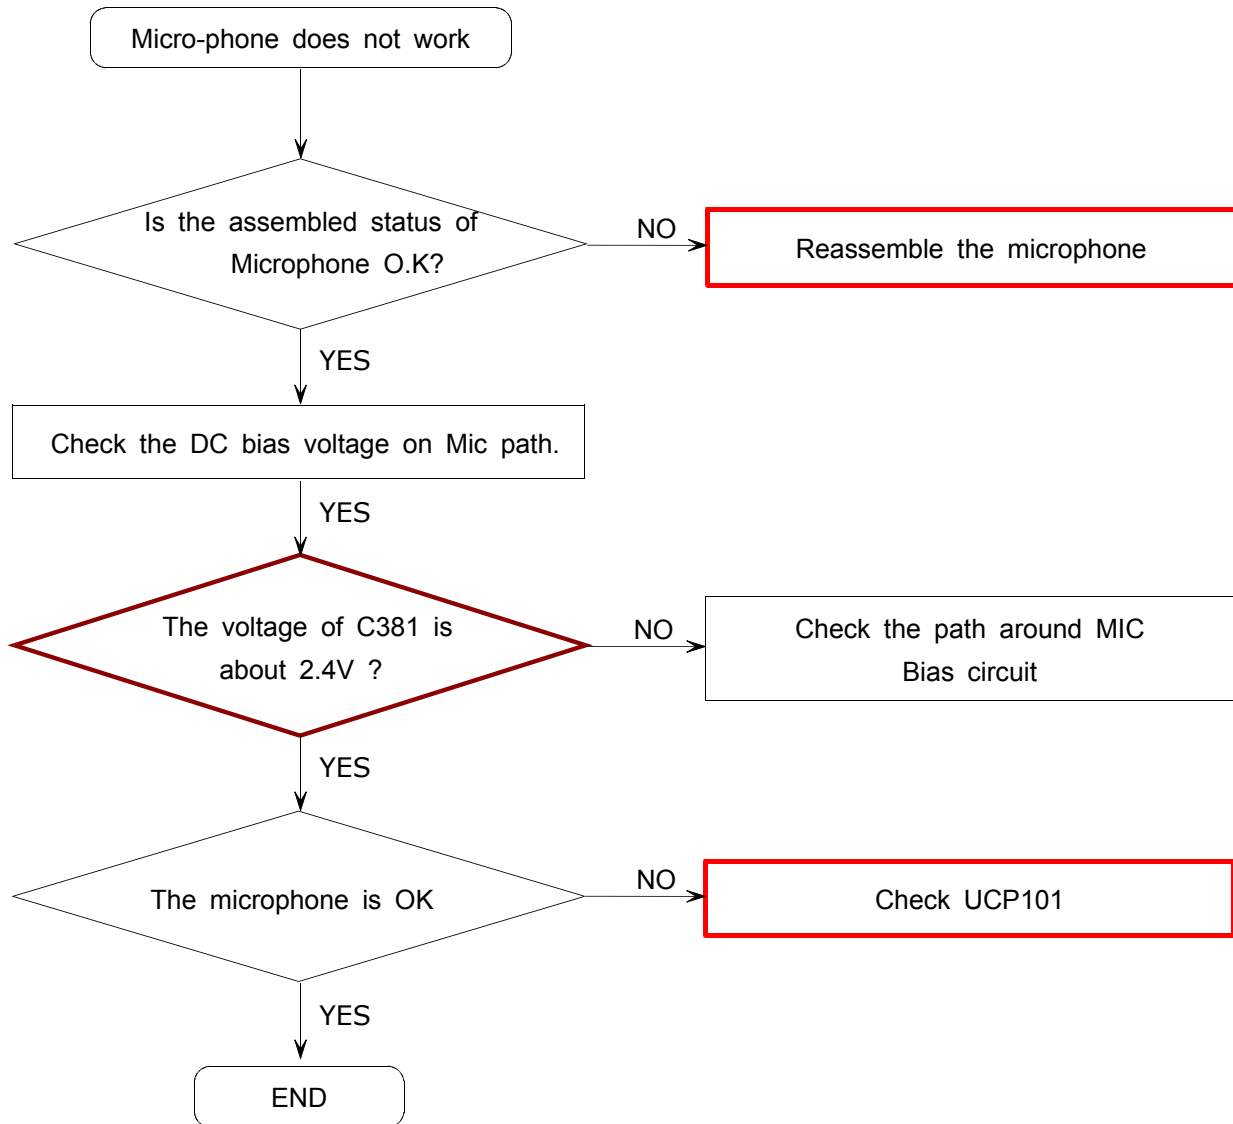 Micro-phone does not work
Is the assembled status of
Microphone O.K?
NO
Reassemble the microphone
YES
Check the DC bias voltage on Mic path.
YES
The voltage of C381 is
about 2.4V ?
NO
Check the path around MIC
Bias circuit
YES
The microphone is OK
NO
Check UCP101
YES
END